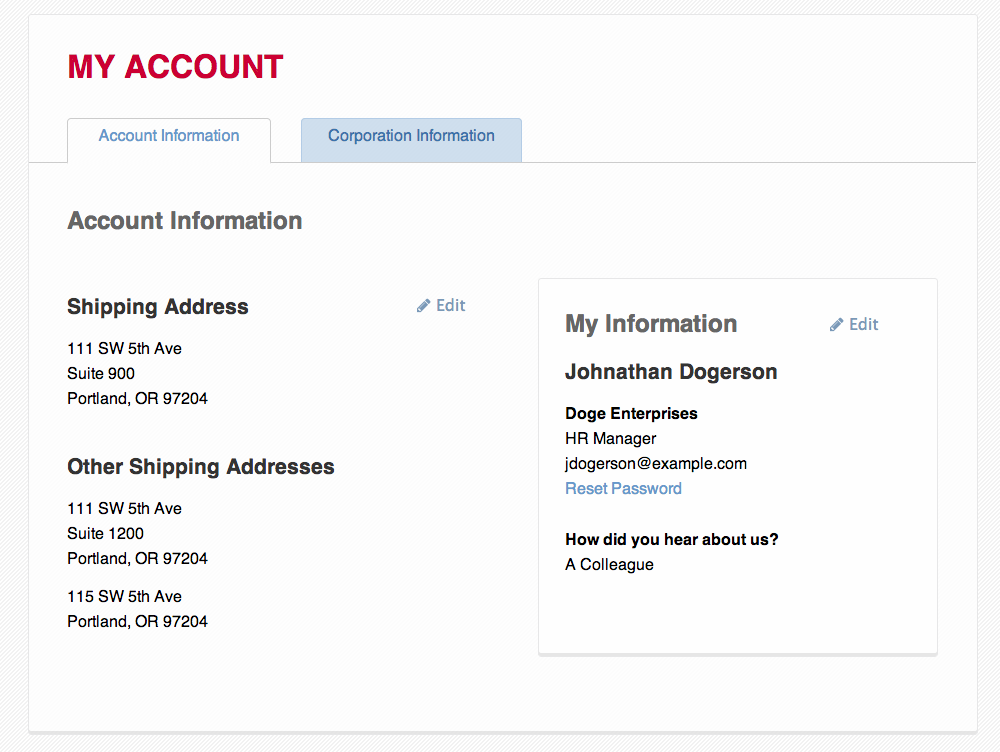 MY ACCOUNT
Account Information
Corporation Information
Account Information
Shipping Address
Edit
111 SW 5th Ave
Suite 900
Portland, OR 97204
Other Shipping Addresses
111 SW 5th Ave
Suite 1200
Portland, OR 97204
115 SW 5th Ave
Portland, OR 97204
My Information
Edit
Johnathan Dogerson
Doge Enterprises
HR Manager
jdogerson@example.com
Reset Password
How did you hear about us?
A Colleague